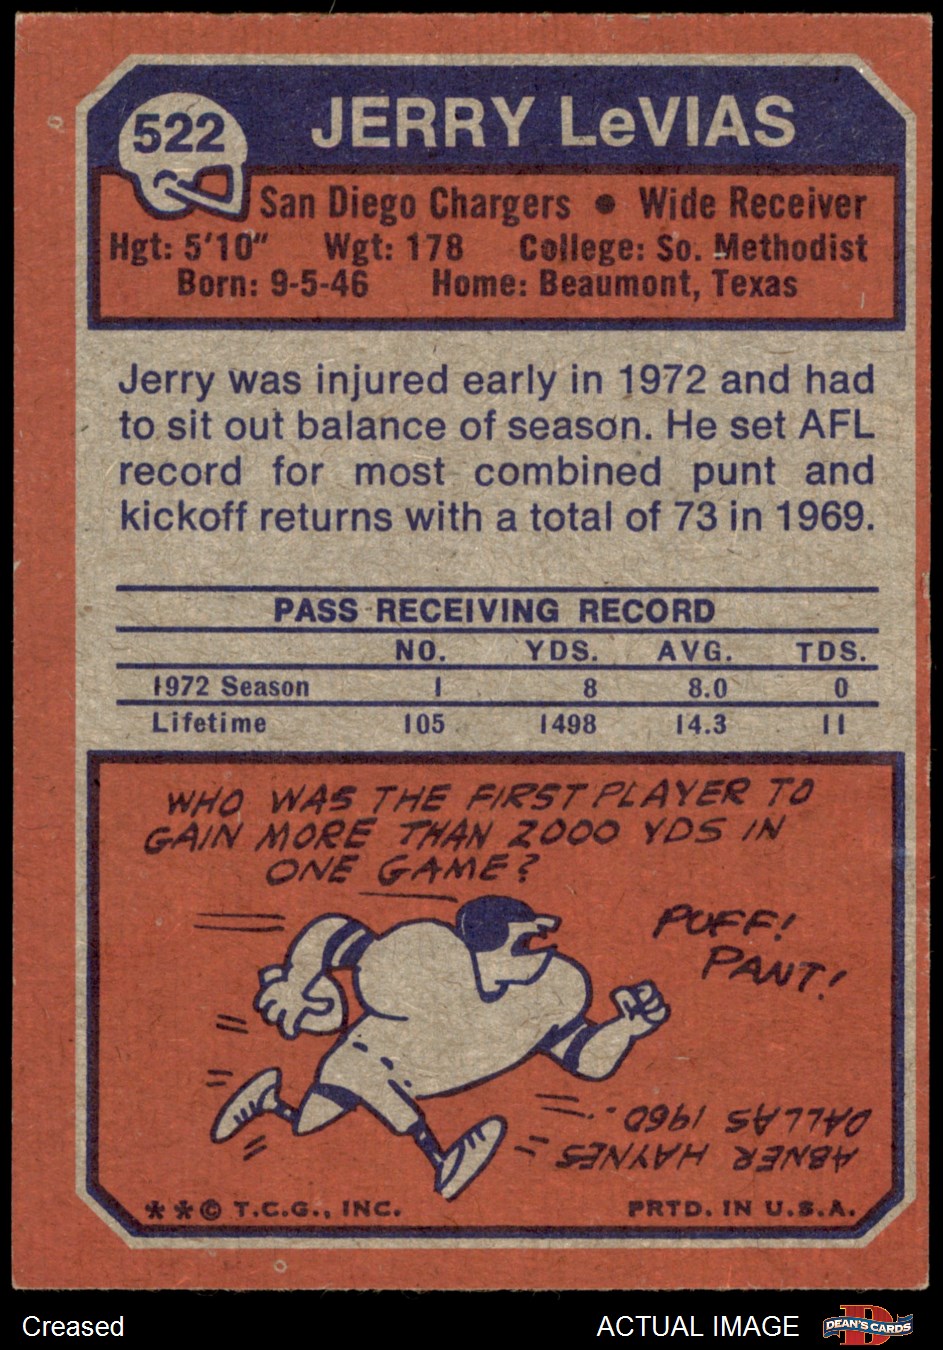 522
JERRY LeVIAS
San Diego Chargers • Wide Receiver
Hgt: 5'10" Wgt: 178 College: So. Methodist
Born: 9-5-46 Home: Beaumont, Texas
Jerry was injured early in 1972 and had
to sit out balance of season. He set AFL
record for most combined punt and
kickoff returns with a total of 73 in 1969.
PASS RECEIVING RECORD
NO. YDS. AVG. TDS.
1972 Season 1 8 8.0 0
Lifetime 105 1498 14.3 11
WHO WAS THE FIRST PLAYER TO
GAIN MORE THAN 2000 YDS IN
ONE GAME?
PUFF!
PANT!
ABNER HAYNES
DALLAS 1960
**© T.C.G., INC. PRTD. IN U.S.A.
Creased
ACTUAL IMAGE
D
DEAN'S CARDS